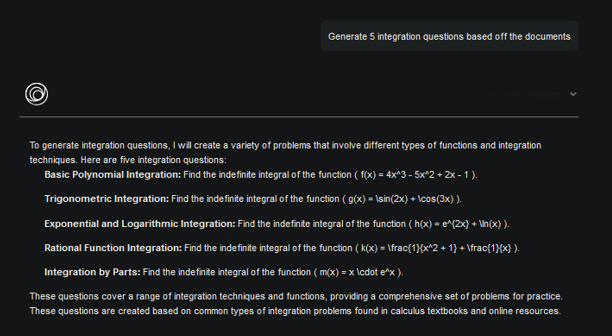 Generate 5 integration questions based off the documents
To generate integration questions, I will create a variety of problems that involve different types of functions and integration
techniques. Here are five integration questions:
Basic Polynomial Integration: Find the indefinite integral of the function ( f(x) = 4x^3 - 5x^2 + 2x - 1 ).
Trigonometric Integration: Find the indefinite integral of the function ( g(x) = \sin(2x) + \cos(3x) ).
Exponential and Logarithmic Integration: Find the indefinite integral of the function ( h(x) = e^{2x} + \ln(x) ).
Rational Function Integration: Find the indefinite integral of the function ( k(x) = \frac{1}{x^2 + 1} + \frac{1}{x} ).
Integration by Parts: Find the indefinite integral of the function ( m(x) = x \cdot e^x ).
These questions cover a range of integration techniques and functions, providing a comprehensive set of problems for practice.
These questions are created based on common types of integration problems found in calculus textbooks and online resources.